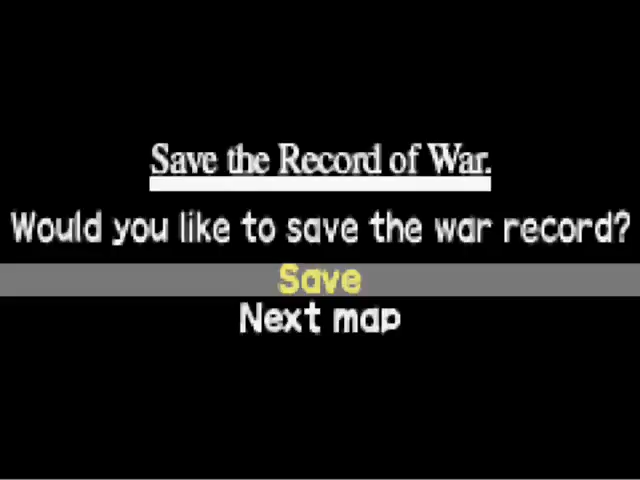 Save the Record of War.
Would you like to save the war record?
Save
Next map